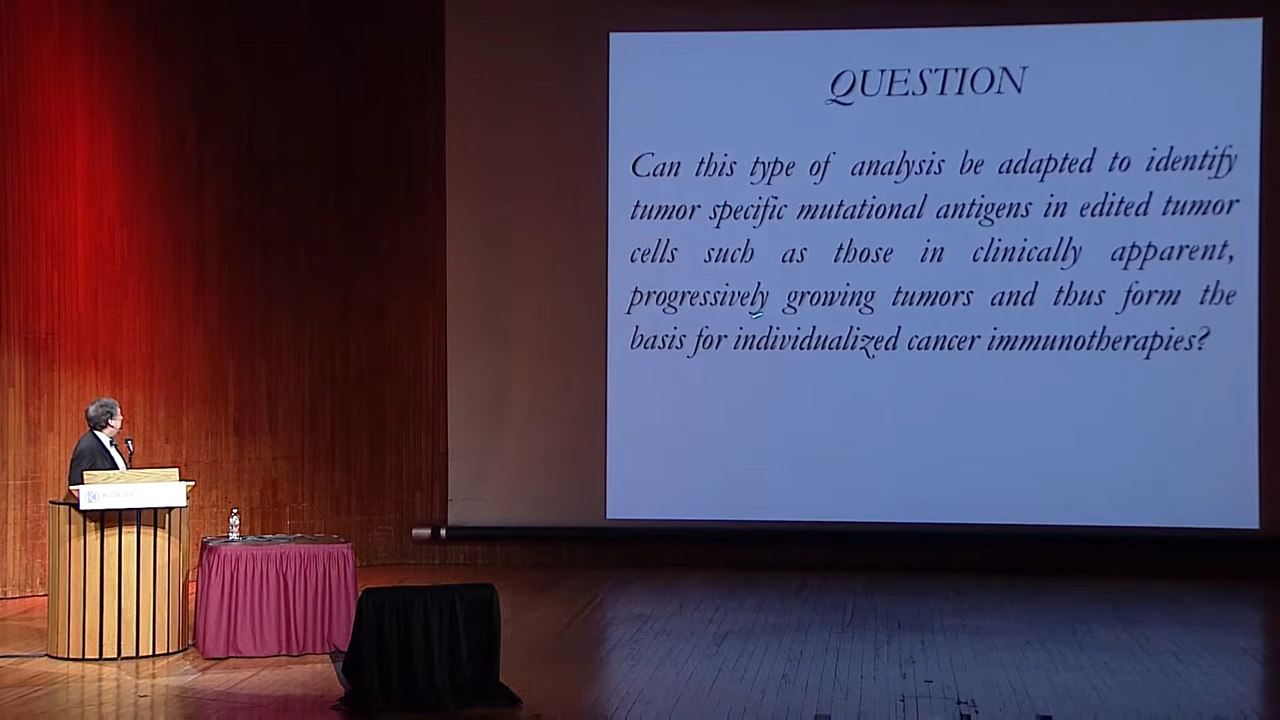 QUESTION
Can this type of analysis be adapted to identify
tumor specific mutational antigens in edited tumor
cells such as those in clinically apparent,
progressively growing tumors and thus form the
basis for individualized cancer immunotherapies?